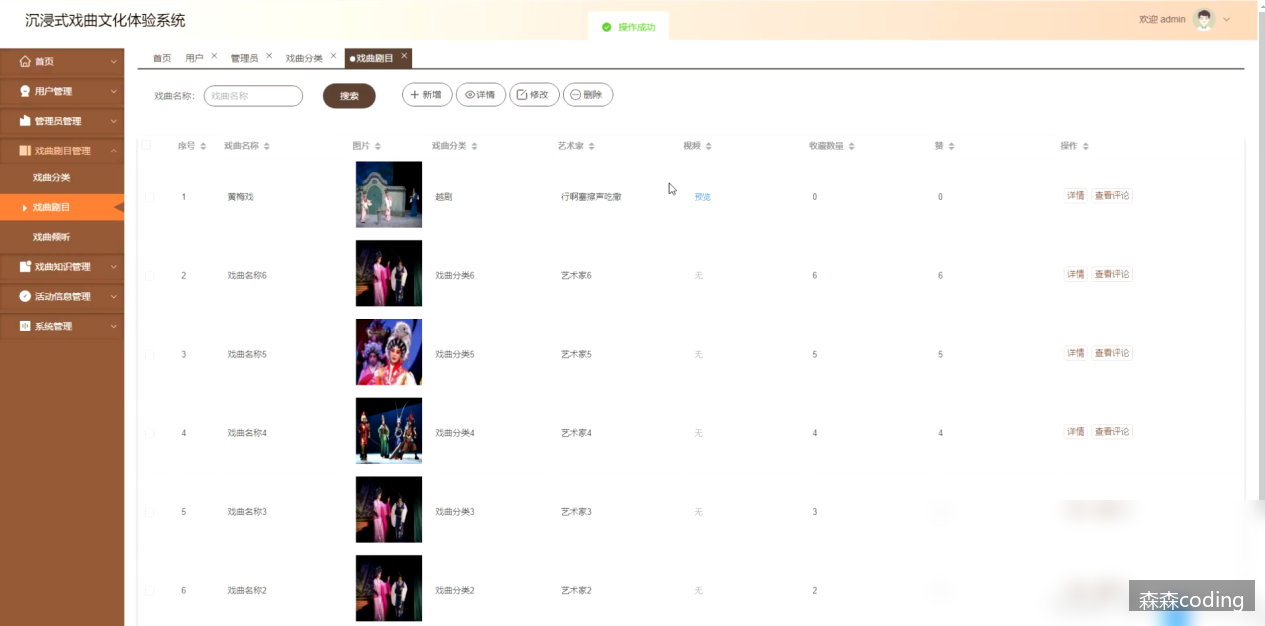 沉浸式戏曲文化体验系统
操作成功
欢迎 admin
首页
用户管理
管理员管理
戏曲剧目管理
戏曲分类
戏曲剧目
戏曲倾听
戏曲知识管理
活动信息管理
系统管理
首页 用户 管理员 戏曲分类 戏曲剧目
戏曲名称: 戏曲名称 搜索 新增 详情 修改 删除
序号 戏曲名称 图片 戏曲分类 艺术家 视频 收藏数量 赞 操作
1 黄梅戏 越剧 预览 0 0 详情 查看评论
2 戏曲名称6 戏曲分类6 艺术家6 无 6 6 详情 查看评论
3 戏曲名称5 戏曲分类5 艺术家5 无 5 5 详情 查看评论
4 戏曲名称4 戏曲分类4 艺术家4 无 4 4 详情 查看评论
5 戏曲名称3 戏曲分类3 艺术家3 无 3
6 戏曲名称2 戏曲分类2 艺术家2 无 2
森森coding